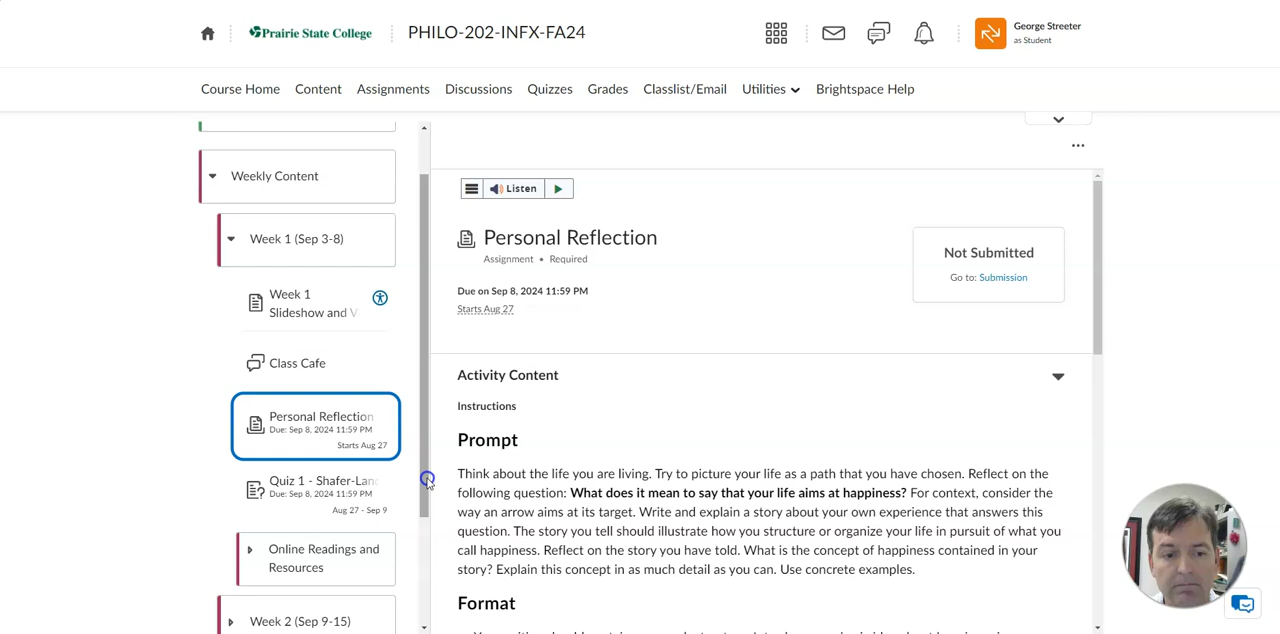 Prairie State College
PHILO-202-INFX-FA24
George Streeter
as Student
Course Home
Content
Assignments
Discussions
Quizzes
Grades
Classlist/Email
Utilities
Brightspace Help
Weekly Content
Week 1 (Sep 3-8)
Week 1
Slideshow and V
Class Cafe
Personal Reflection
Due: Sep 8, 2024 11:59 PM
Starts Aug 27
Quiz 1 - Shafer-Lan
Due: Sep 8, 2024 11:59 PM
Aug 27 - Sep 9
Online Readings and
Resources
Week 2 (Sep 9-15)
Listen
Personal Reflection
Assignment • Required
Due on Sep 8, 2024 11:59 PM
Starts Aug 27
Not Submitted
Go to: Submission
Activity Content
Instructions
Prompt
Think about the life you are living. Try to picture your life as a path that you have chosen. Reflect on the
following question: What does it mean to say that your life aims at happiness? For context, consider the
way an arrow aims at its target. Write and explain a story about your own experience that answers this
question. The story you tell should illustrate how you structure or organize your life in pursuit of what you
call happiness. Reflect on the story you have told. What is the concept of happiness contained in your
story? Explain this concept in as much detail as you can. Use concrete examples.
Format